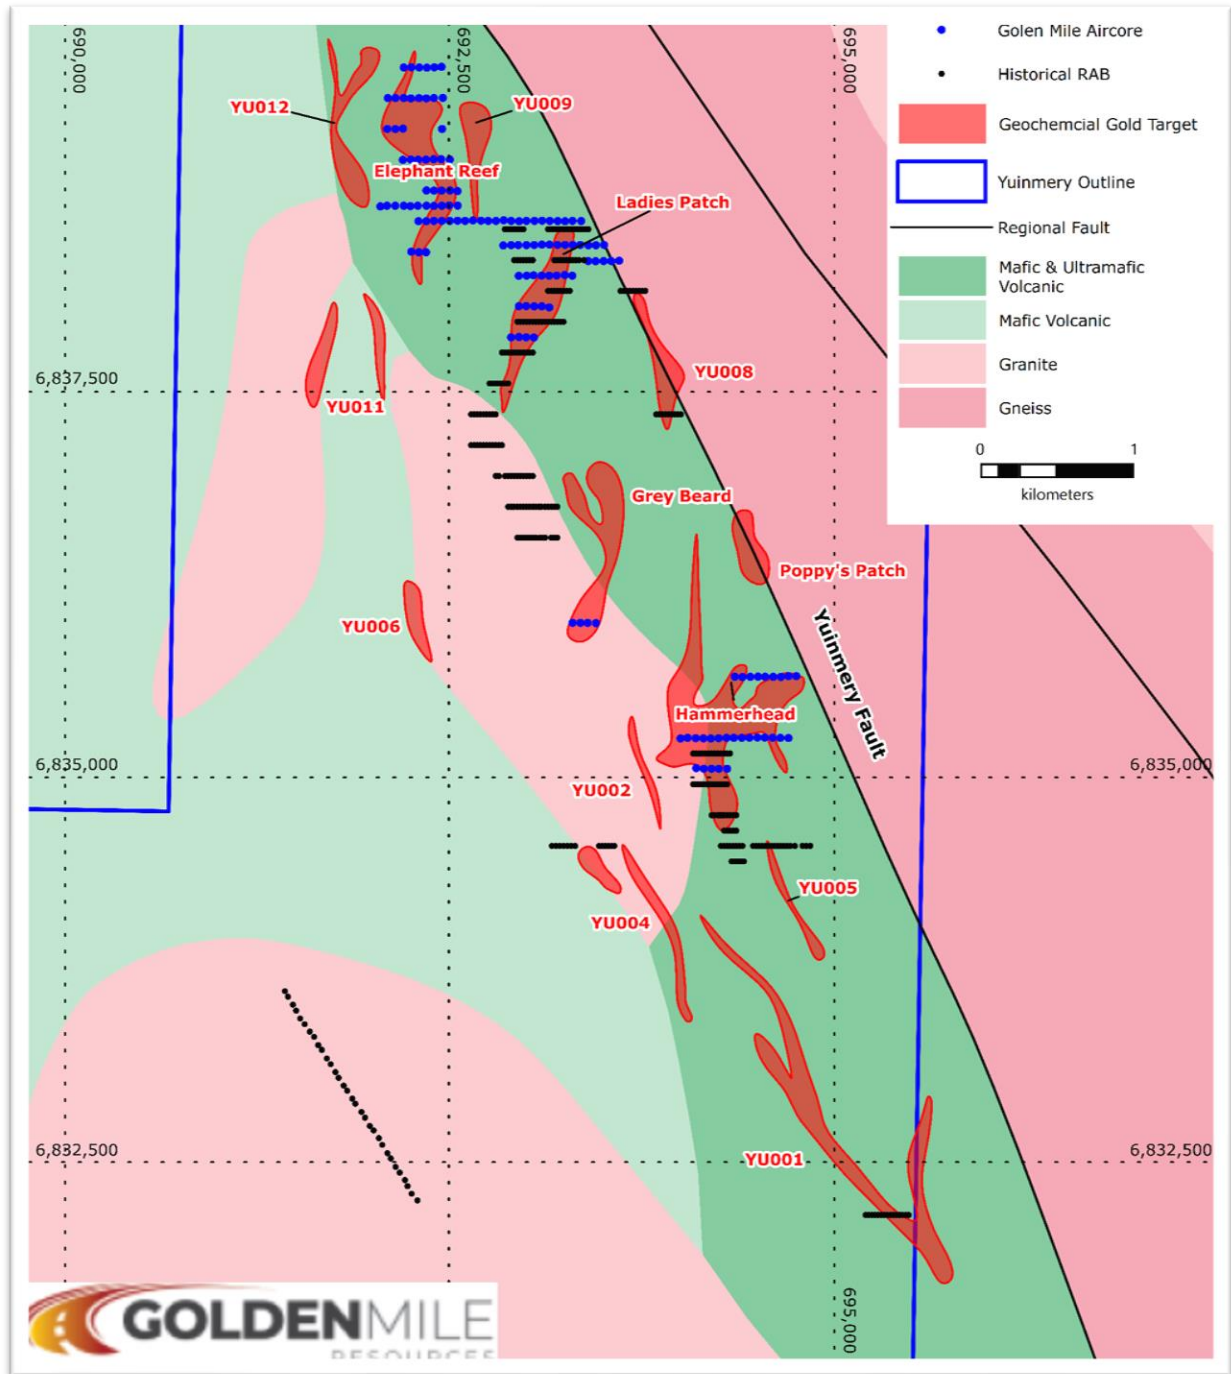 690,000
692,500
695,000
Golen Mile Aircore
Historical RAB
Geochemcial Gold Target
Yuinmery Outline
Regional Fault
Mafic & Ultramafic
Volcanic
Mafic Volcanic
Granite
Gneiss
0 1
kilometers
YU012
YU009
Elephant Reef
Ladies Patch
6,837,500
YU011
YU008
Grey Beard
Poppy's Patch
YU006
Yuinmery Fault
Hammerhead
6,835,000
6,835,000
YU002
YU005
YU004
6,832,500
6,832,500
YU001
695,000
GOLDENMILE
RESOURCES